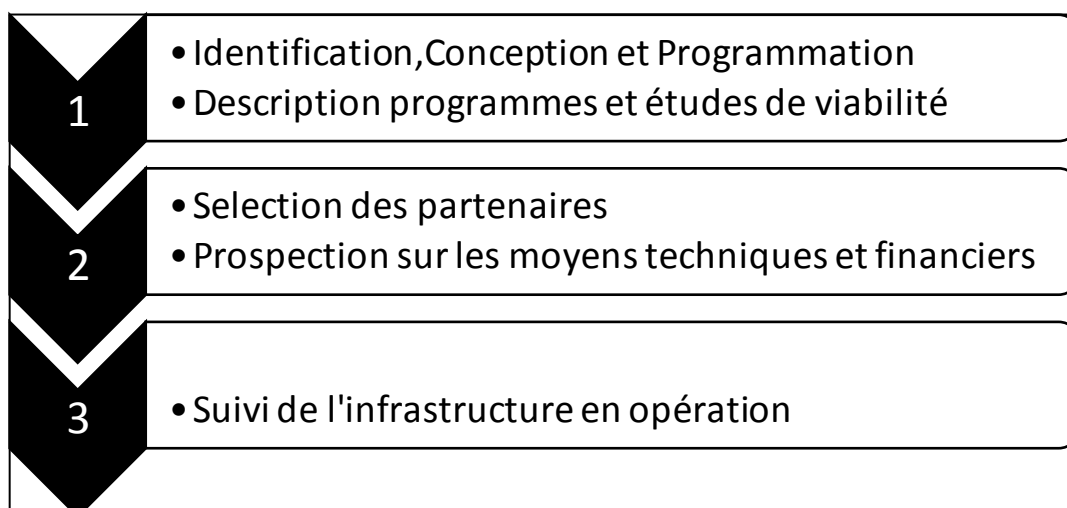 1
• Identification,Conception et Programmation
• Description programmes et études de viabilité
2
• Selection des partenaires
• Prospection sur les moyens techniques et financiers
3
• Suivi de l'infrastructure en opération